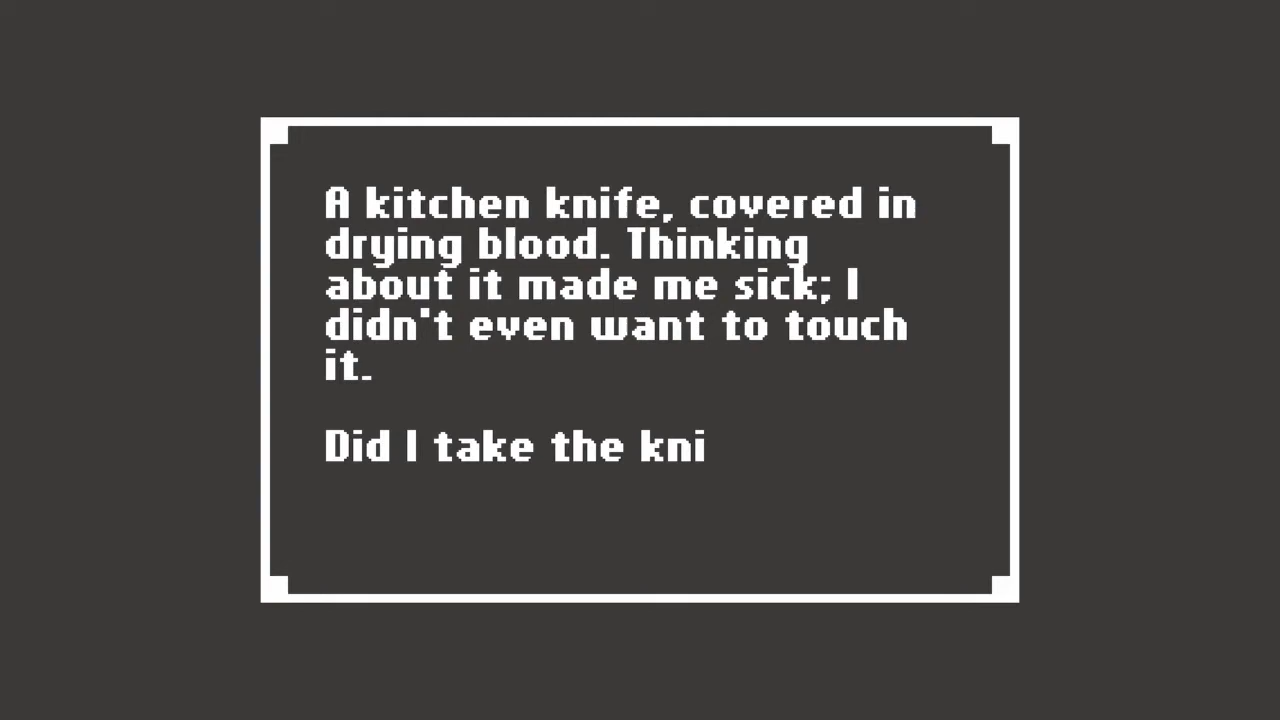 A kitchen knife, covered in
drying blood. Thinking
about it made me sick; I
didn't even want to touch
it.
Did I take the kni